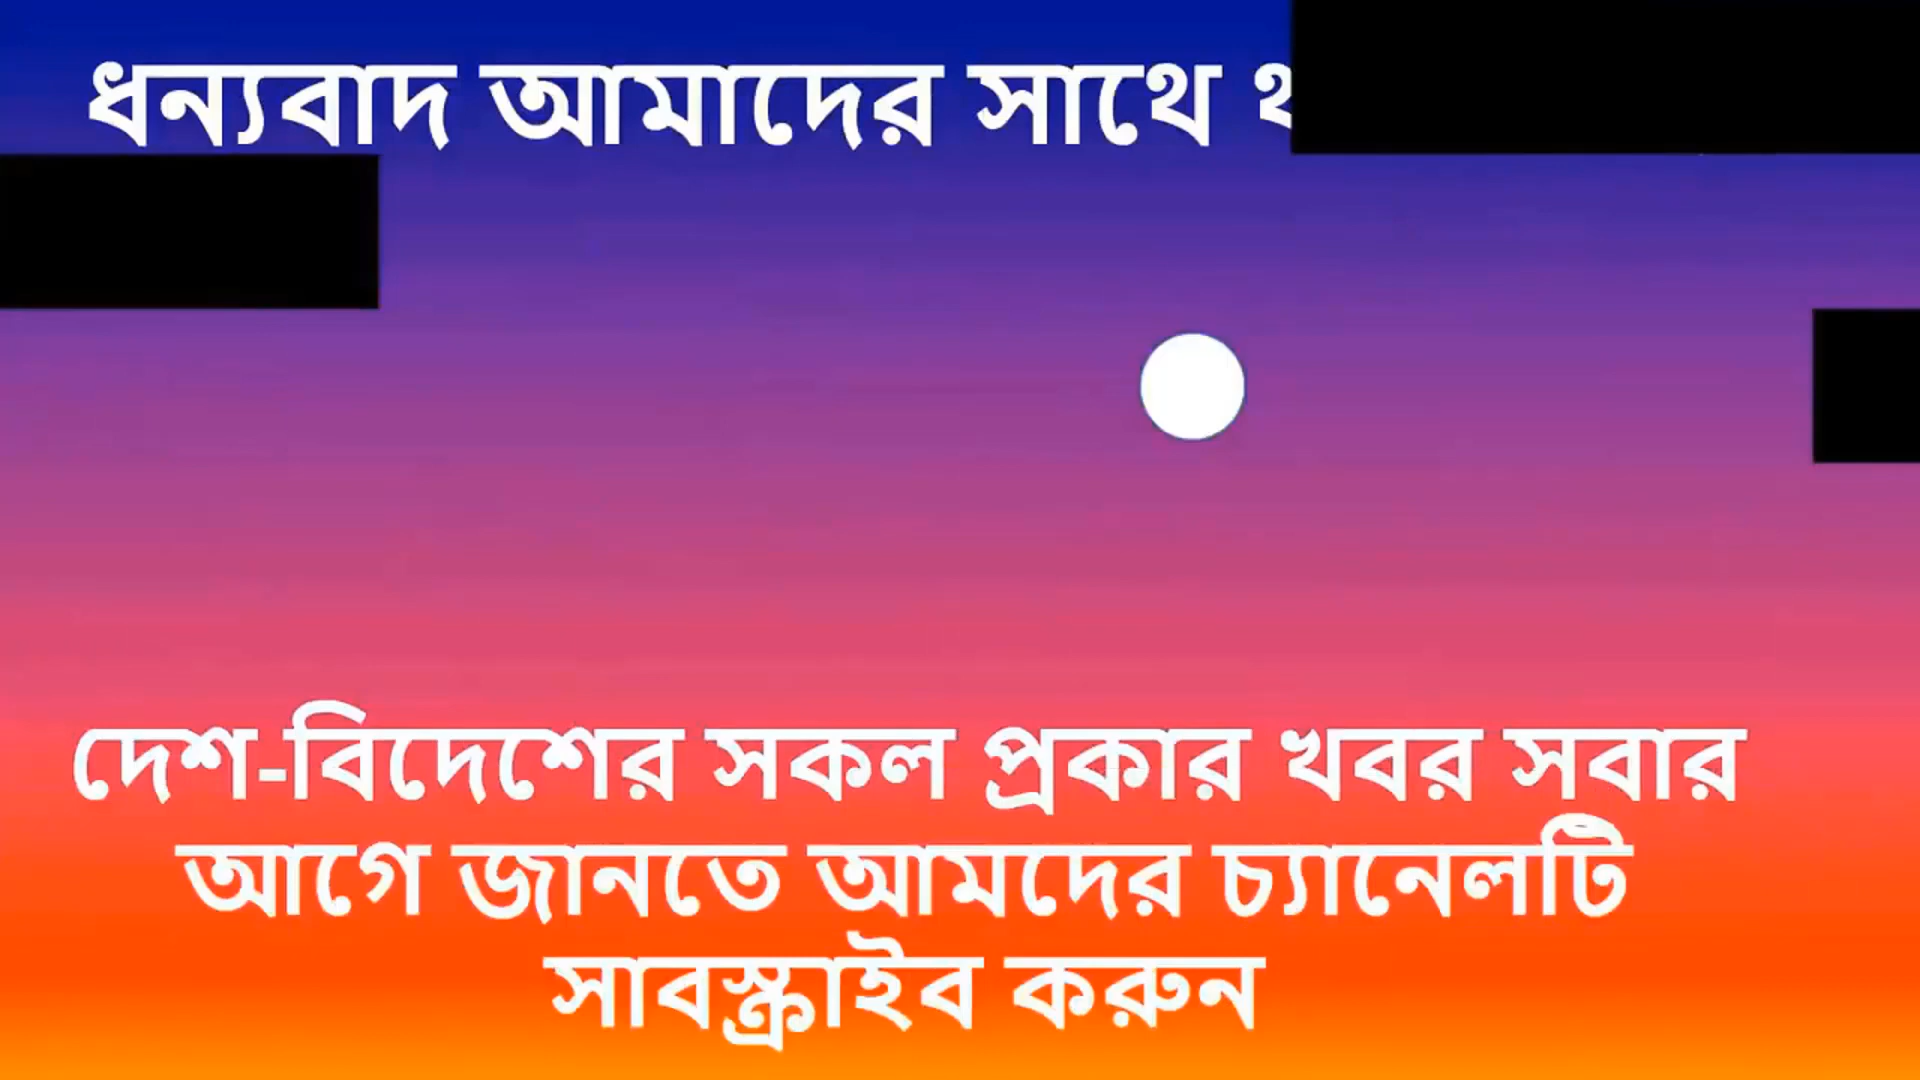 ধন্যবাদ আমাদের সাথে
দেশ-বিদেশের সকল প্রকার খবর সবার
আগে জানতে আমদের চ্যানেলটি
সাবস্ক্রাইব করুন